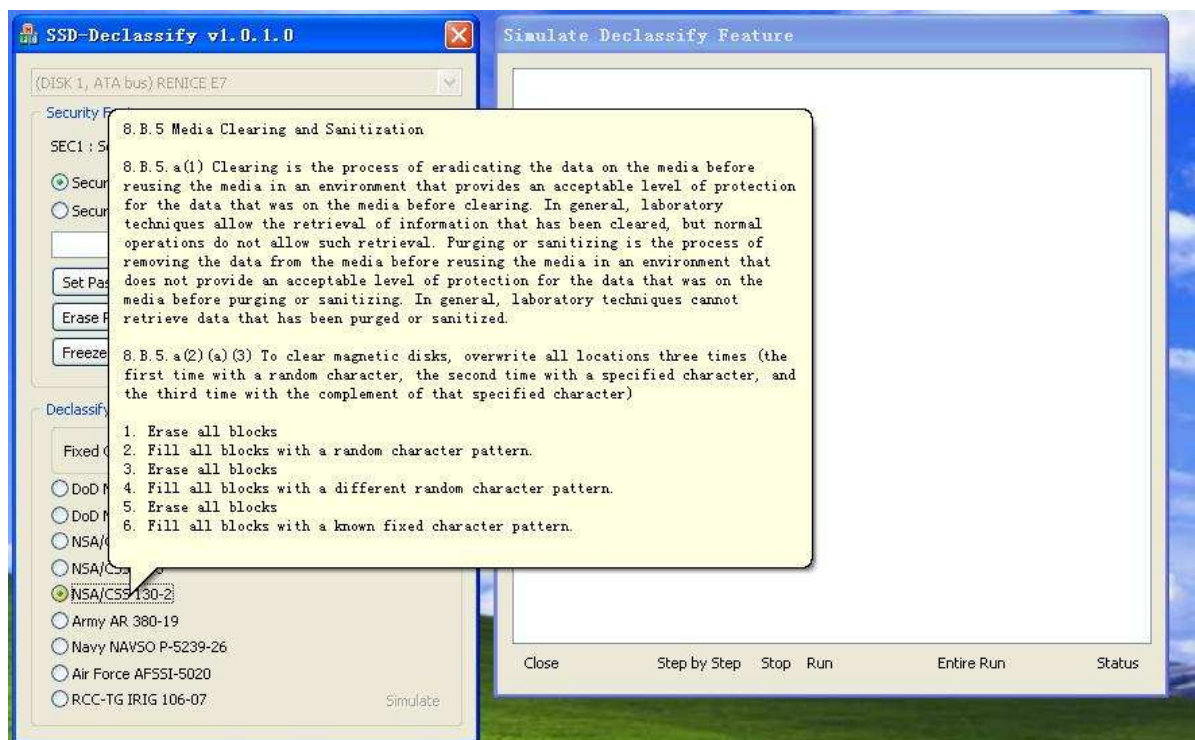 SSD-Declassify v1.0.1.0
(DISK 1, ATA bus) RENICE E7
Security
SEC1 :
Set
Erase
Freeze
8.B.5 Media Clearing and Sanitization
8.B.5.a(1) Clearing is the process of eradicating the data on the media before
reusing the media in an environment that provides an acceptable level of protection
for the data that was on the media before clearing. In general, laboratory
techniques allow the retrieval of information that has been cleared, but normal
operations do not allow such retrieval. Purging or sanitizing is the process of
removing the data from the media before reusing the media in an environment that
does not provide an acceptable level of protection for the data that was on the
media before purging or sanitizing. In general, laboratory techniques cannot
retrieve data that has been purged or sanitized.
8.B.5.a(2)(a)(3) To clear magnetic disks, overwrite all locations three times (the
first time with a random character, the second time with a specified character, and
the third time with the complement of that specified character)
1. Erase all blocks
2. Fill all blocks with a random character pattern.
3. Erase all blocks
4. Fill all blocks with a different random character pattern.
5. Erase all blocks
6. Fill all blocks with a known fixed character pattern.
Declassify
Fixed
DoD
DoD
NSA/CSS 130-2
Army AR 380-19
Navy NAVSO P-5239-26
Air Force AFSSI-5020
RCC-TG IRIG 106-07
Simulate
Simulate Declassify Feature
Close Step by Step Stop Run Entire Run Status